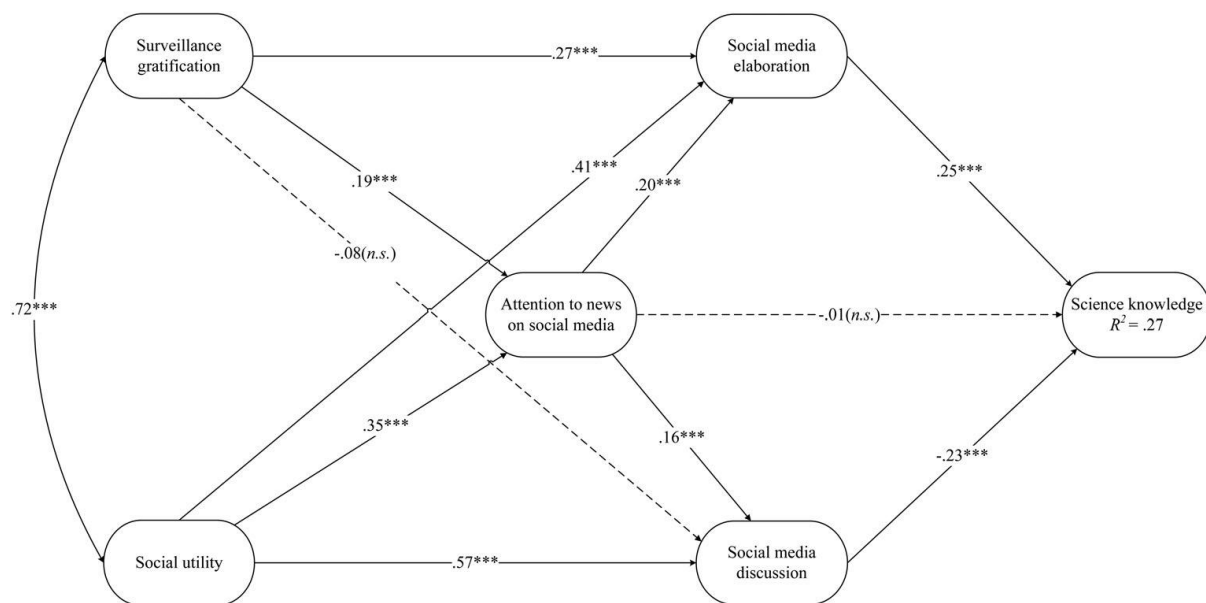 Surveillance
gratification
.27***
Social media
elaboration
.19***
.41***
.20***
.25***
-.08(n.s.)
.72***
Attention to news
on social media
-.01(n.s.)
Science knowledge
R² = .27
.35***
.16***
-.23***
Social utility
.57***
Social media
discussion